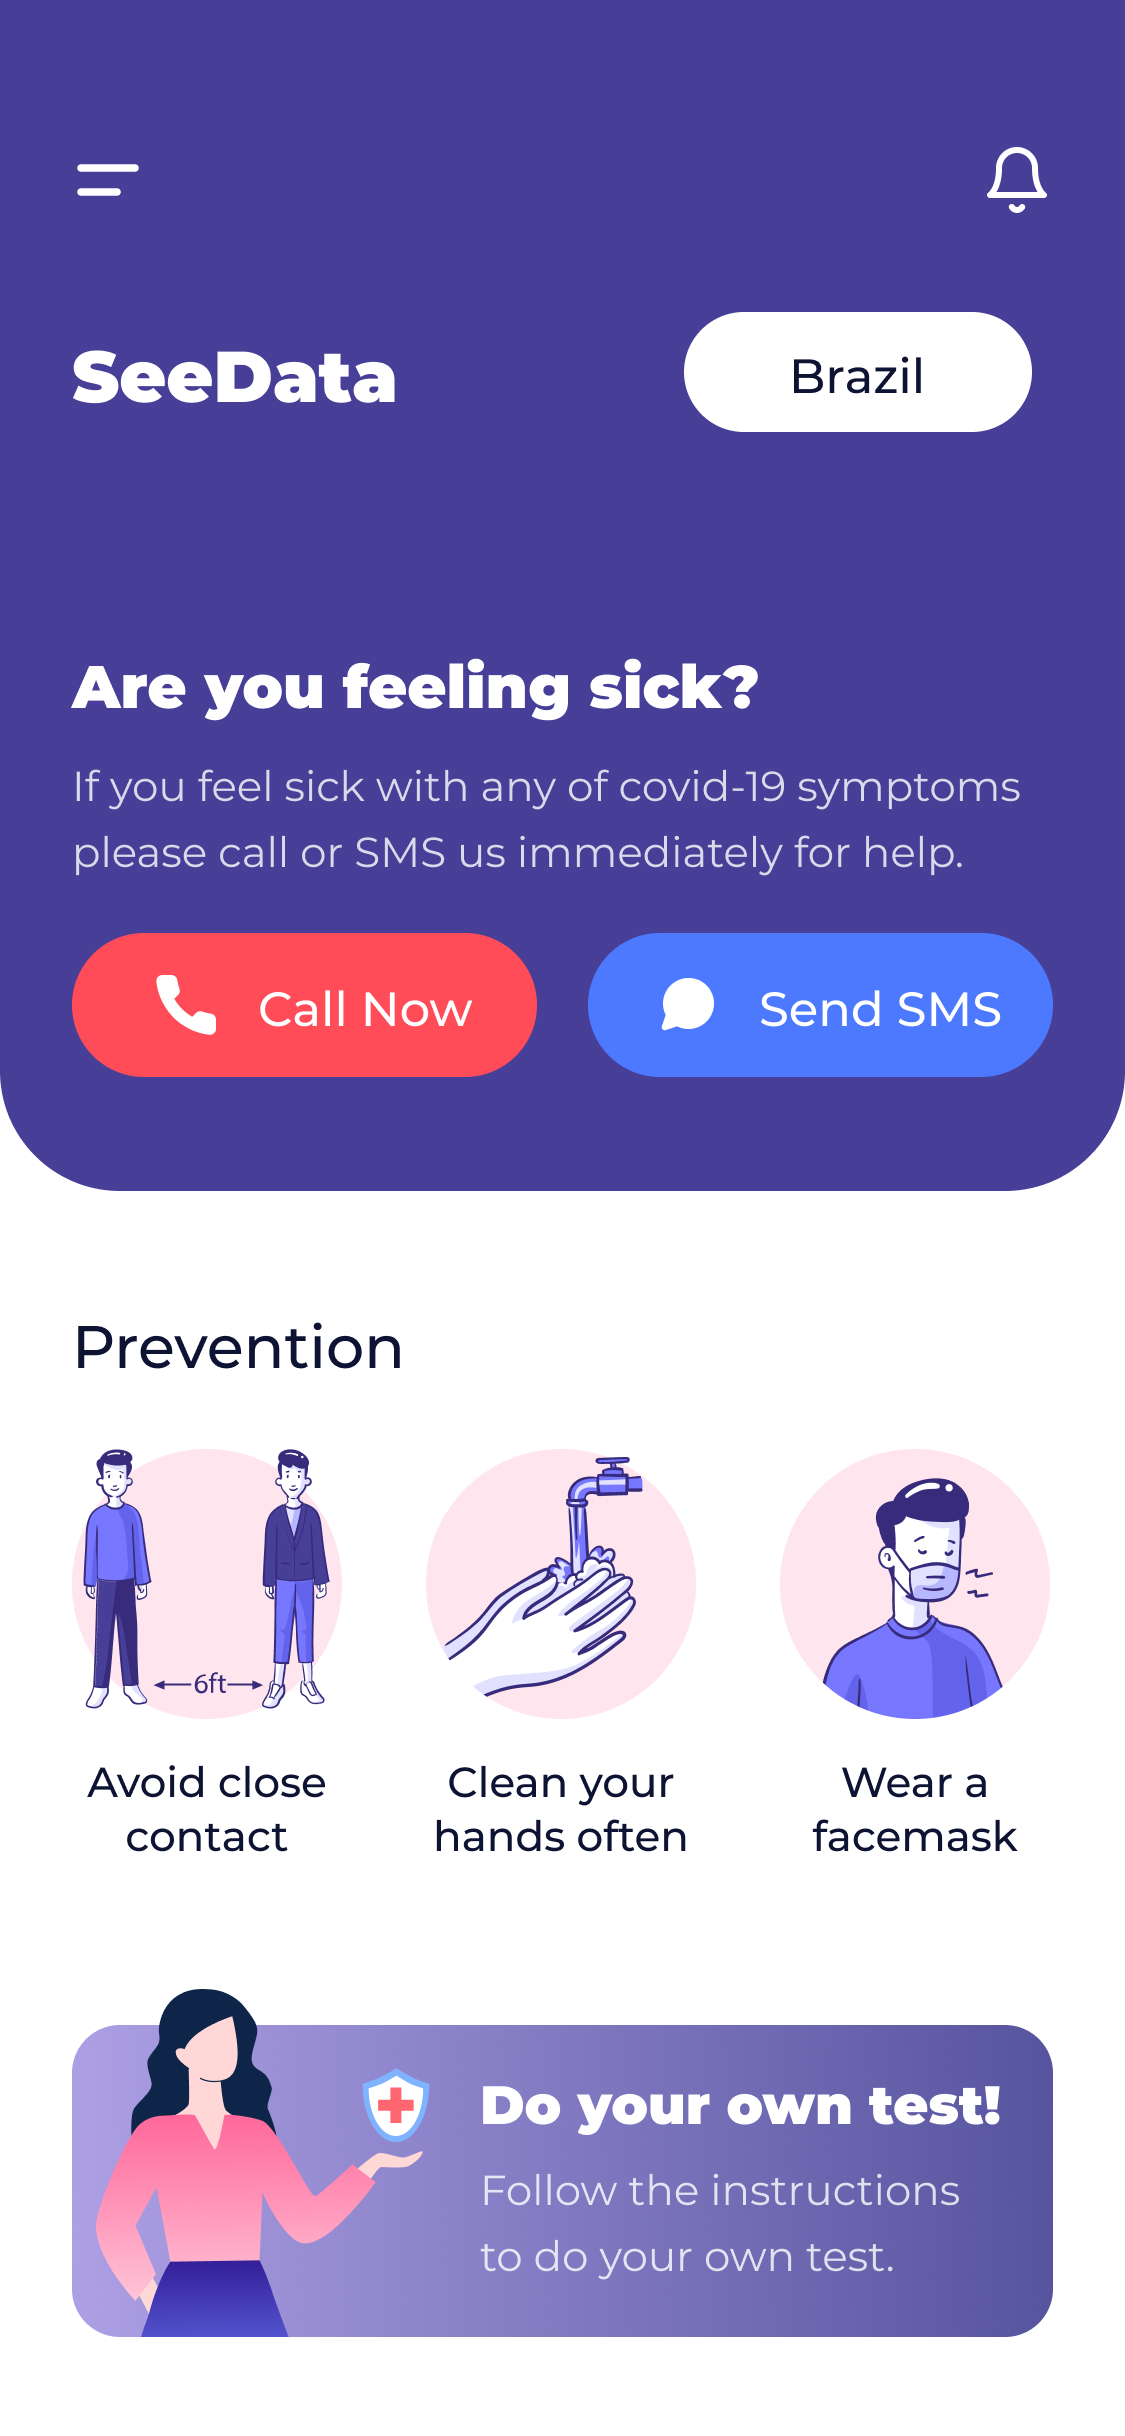 SeeData
Brazil
Are you feeling sick?
If you feel sick with any of covid-19 symptoms
please call or SMS us immediately for help.
Call Now
Send SMS
Prevention
6ft
Avoid close
contact
Clean your
hands often
Wear a
facemask
Do your own test!
Follow the instructions
to do your own test.